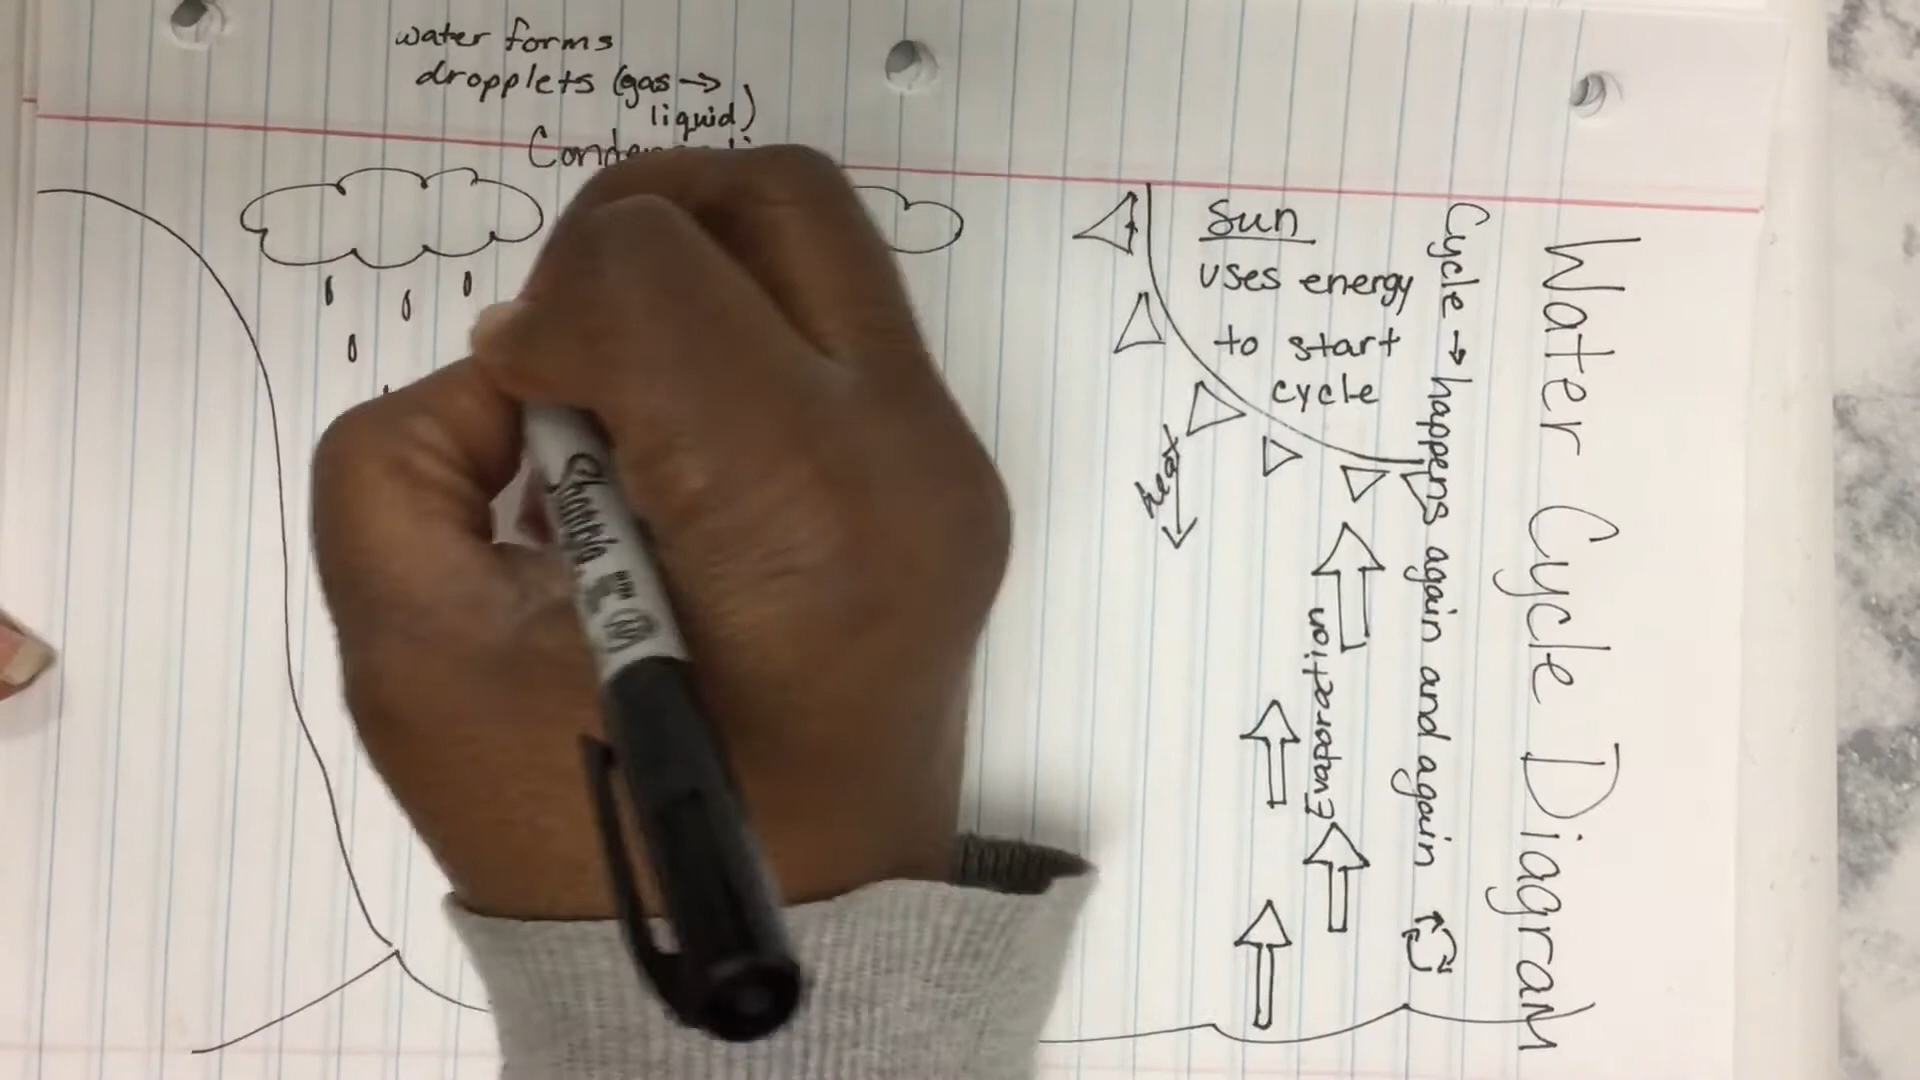 Water Cycle Diagram
Cycle → happens again and again
water forms
dropplets (gas →
liquid)
Sun
uses energy
to start
cycle
heat
Evaporation
Sharpie